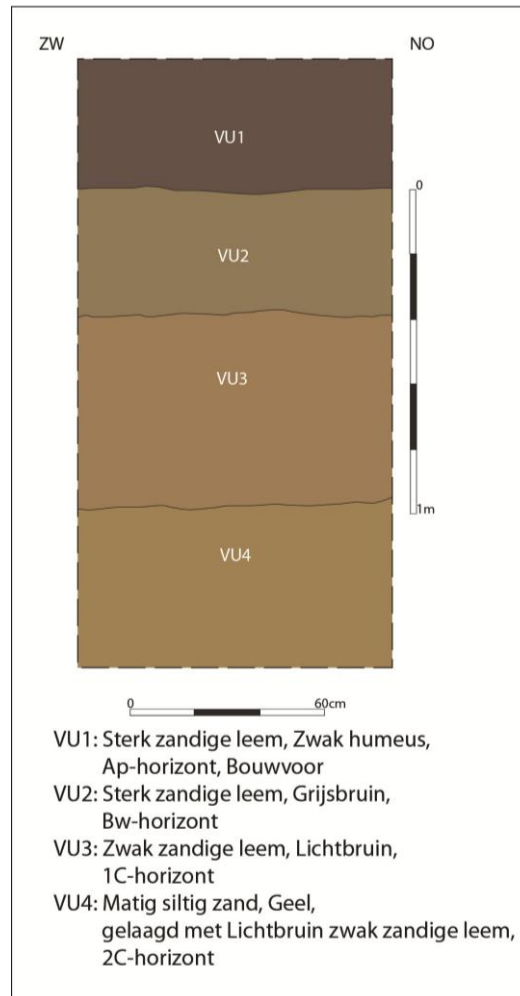 ZW NO
VU1
0
VU2
VU3
1m
VU4
0 60cm
VU1: Sterk zandige leem, Zwak humeus,
Ap-horizont, Bouwvoor
VU2: Sterk zandige leem, Grijsbruin,
Bw-horizont
VU3: Zwak zandige leem, Lichtbruin,
1C-horizont
VU4: Matig siltig zand, Geel,
gelaagd met Lichtbruin zwak zandige leem,
2C-horizont